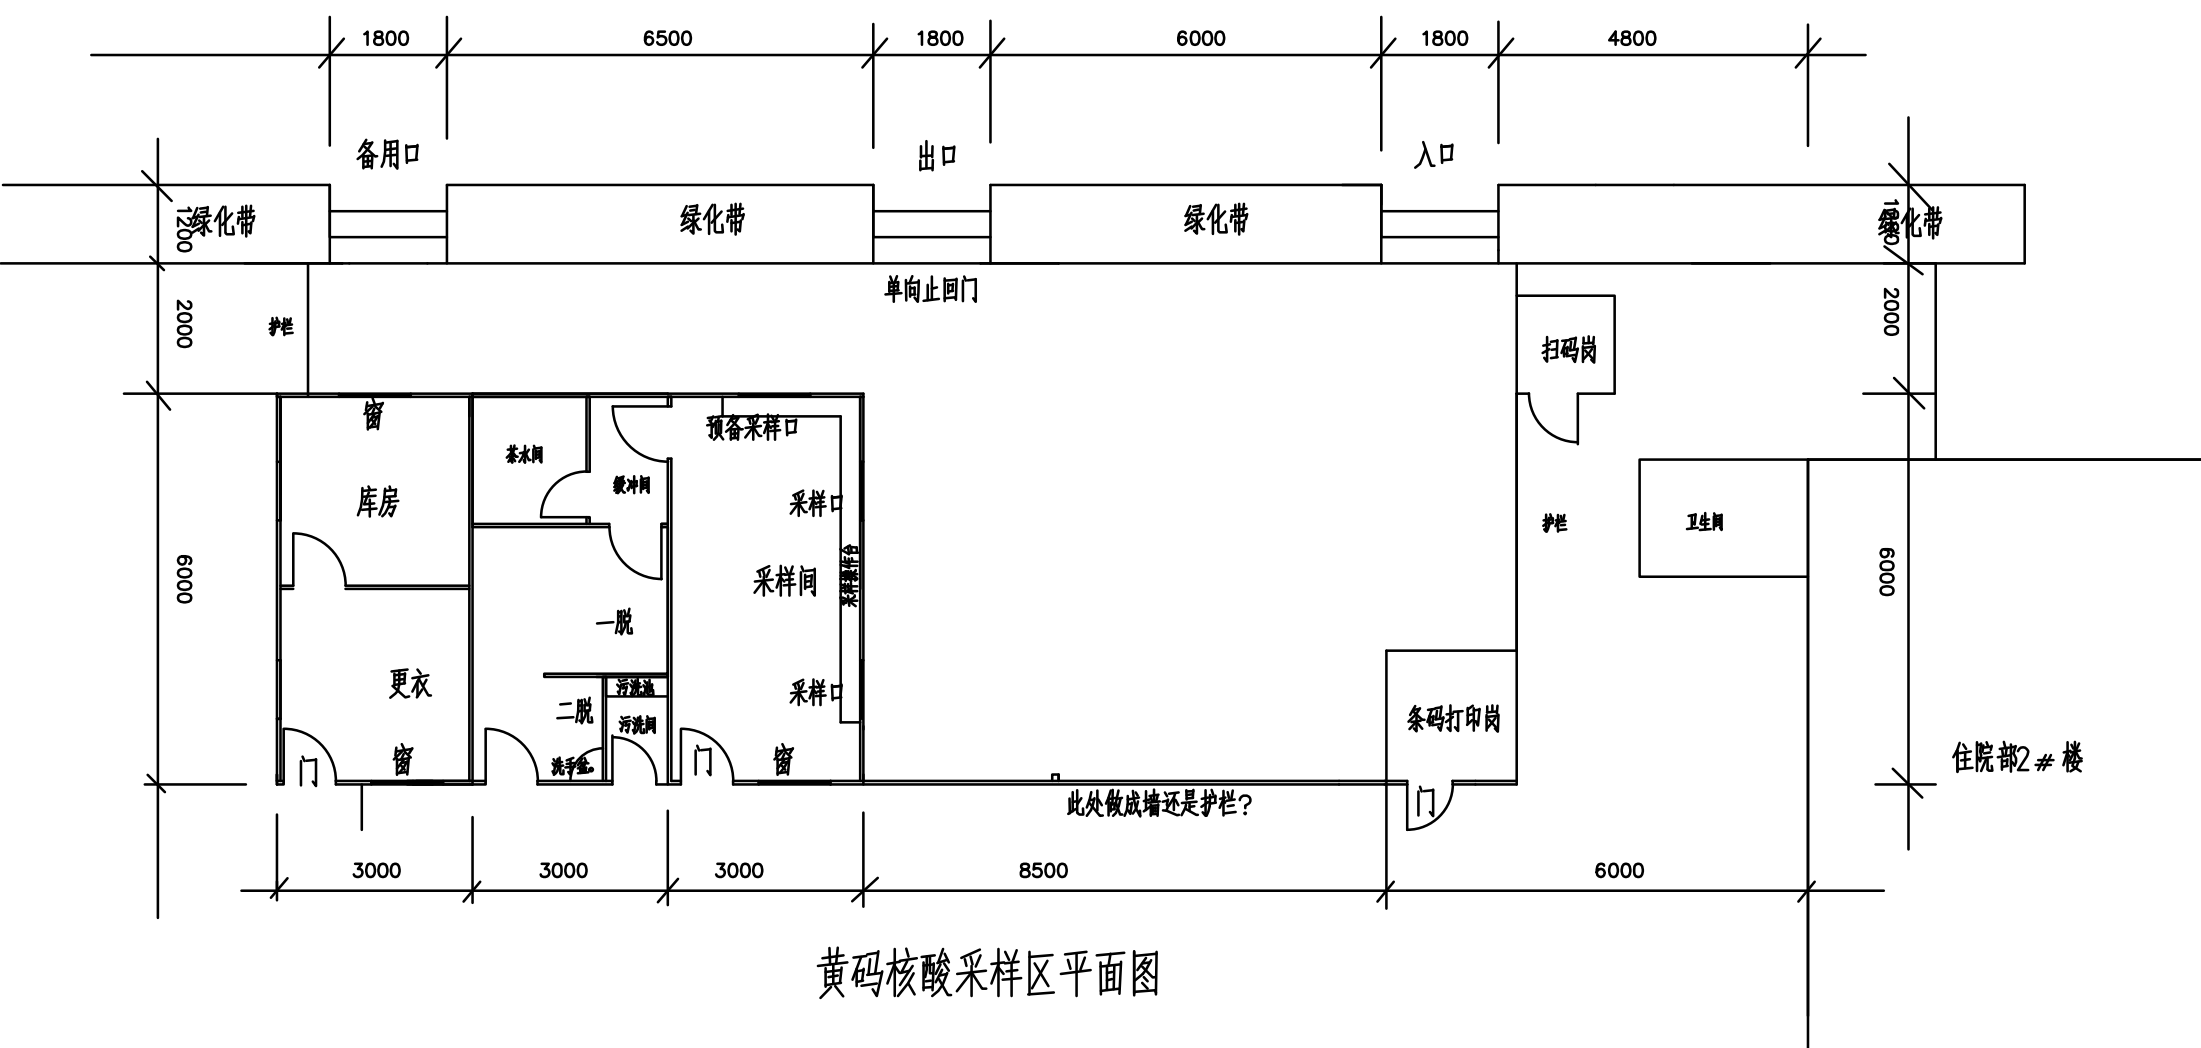 1800
6500
1800
6000
1800
4800
备用口
出口
入口
1200
绿化带
绿化带
绿化带
绿化带
单向止回门
2000
护栏
2000
扫码岗
窗
预备采样口
茶水间
缓冲间
库房
采样口
护栏
卫生间
6000
采样间
采样操作台
6000
一脱
更衣
污洗池
采样口
二脱
污洗间
条码打印岗
门
窗
洗手盆
门
窗
住院部2#楼
此处做成墙还是护栏?
门
3000
3000
3000
8500
6000
黄码核酸采样区平面图